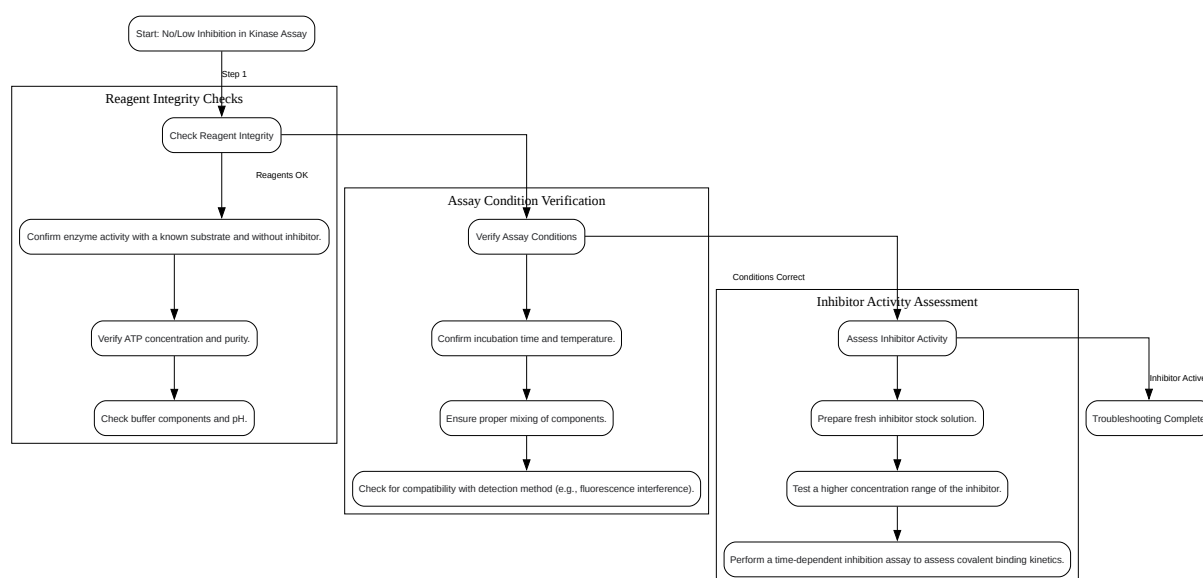 Start: No/Low Inhibition in Kinase Assay
Step 1
Reagent Integrity Checks
Check Reagent Integrity
Reagents OK
Confirm enzyme activity with a known substrate and without inhibitor.
Verify ATP concentration and purity.
Check buffer components and pH.
Assay Condition Verification
Verify Assay Conditions
Conditions Correct
Confirm incubation time and temperature.
Ensure proper mixing of components.
Check for compatibility with detection method (e.g., fluorescence interference).
Inhibitor Activity Assessment
Assess Inhibitor Activity
Inhibitor Active
Prepare fresh inhibitor stock solution.
Test a higher concentration range of the inhibitor.
Perform a time-dependent inhibition assay to assess covalent binding kinetics.
Troubleshooting Complete